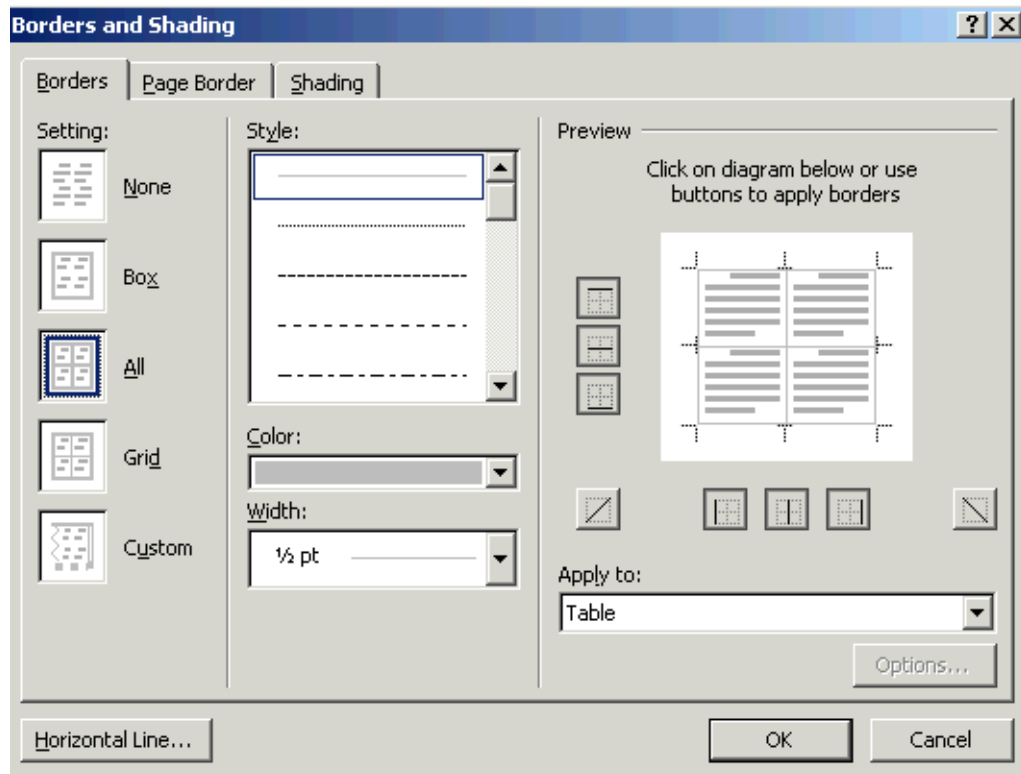 Borders and Shading
Borders
Page Border
Shading
Setting:
None
Box
All
Grid
Custom
Style:
Color:
Width:
½ pt
Preview
Click on diagram below or use
buttons to apply borders
Apply to:
Table
Options...
Horizontal Line...
OK
Cancel